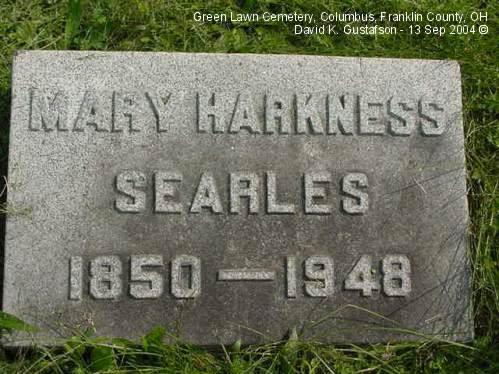 Green Lawn Cemetery, Columbus, Franklin County, OH
David K. Gustafson - 13 Sep 2004 ©
MARY HARKNESS
SEARLES
1850 — 1948